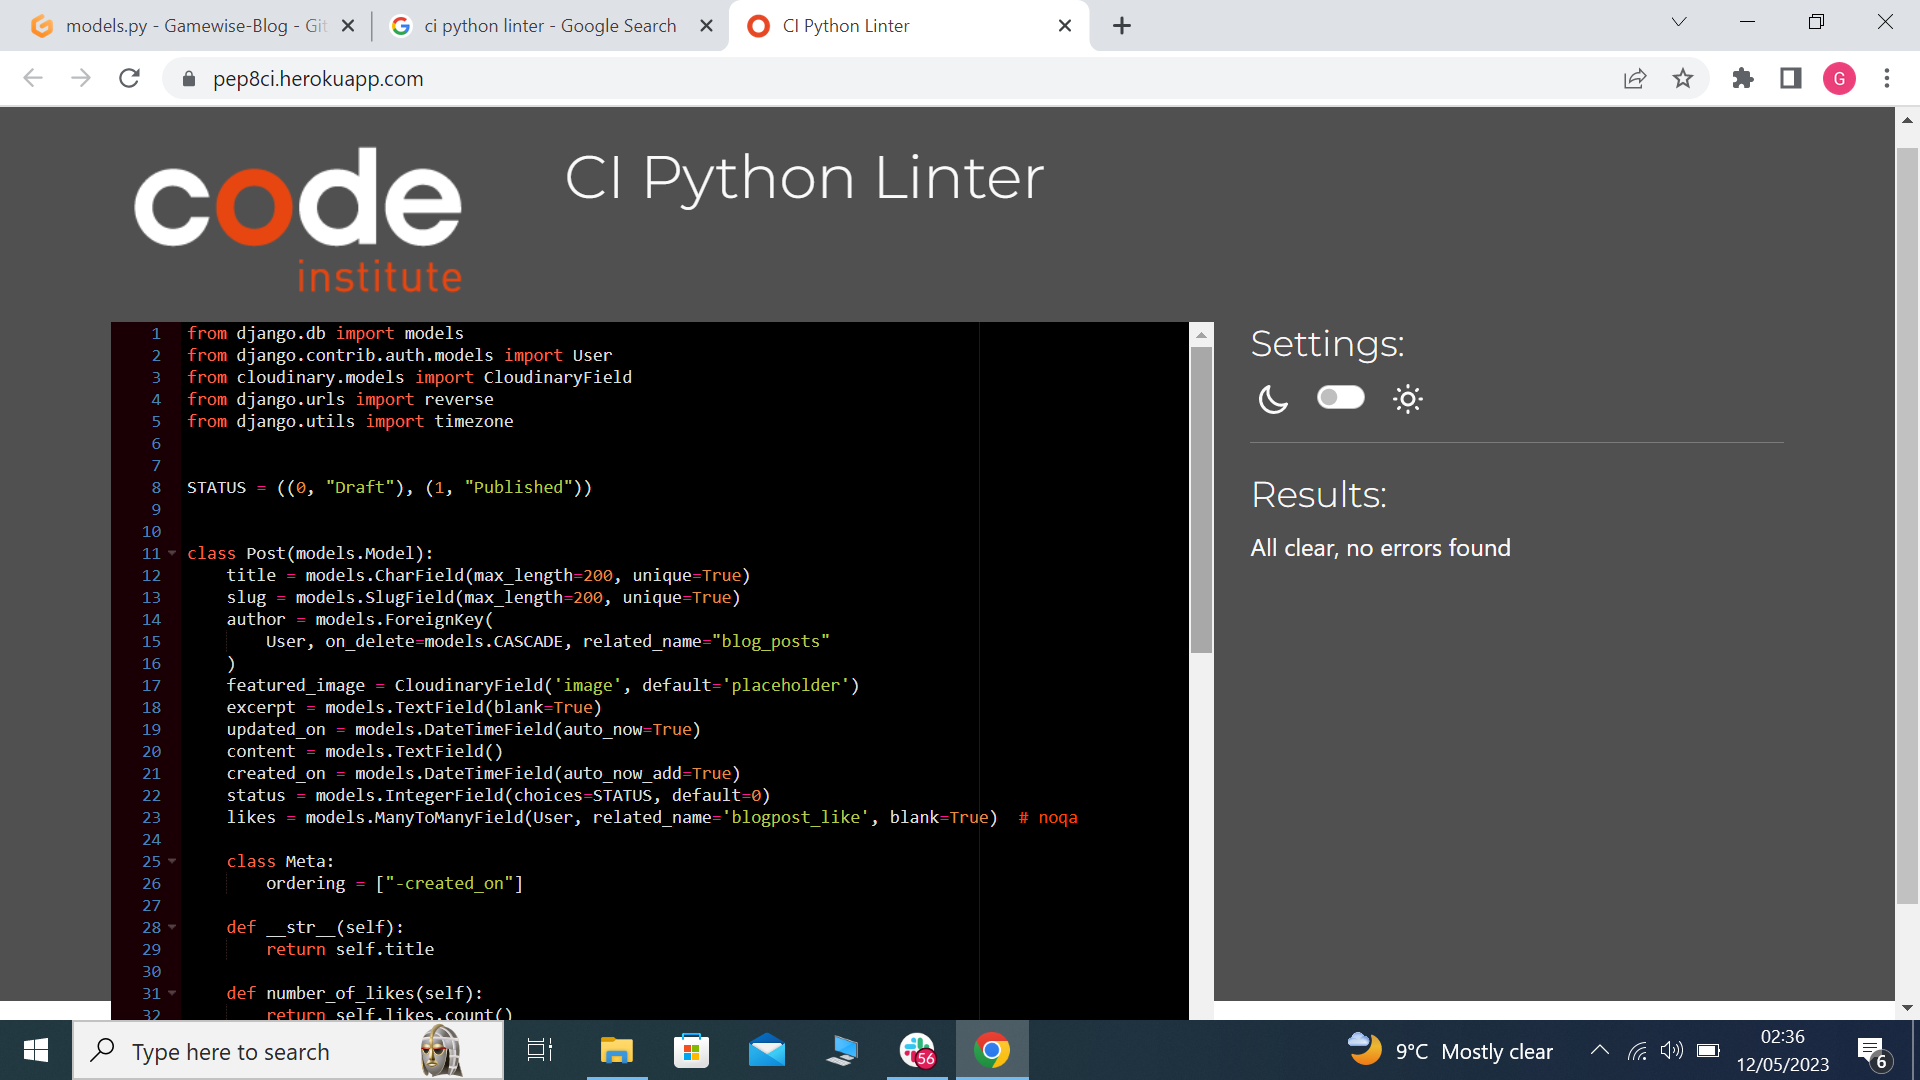 models.py - Gamewise-Blog - Git
ci python linter - Google Search
CI Python Linter
pep8ci.herokuapp.com
G
code
institute
CI Python Linter
1 from django.db import models
2 from django.contrib.auth.models import User
3 from cloudinary.models import CloudinaryField
4 from django.urls import reverse
5 from django.utils import timezone
6
7
8 STATUS = ((0, "Draft"), (1, "Published"))
9
10
11 class Post(models.Model):
12     title = models.CharField(max_length=200, unique=True)
13     slug = models.SlugField(max_length=200, unique=True)
14     author = models.ForeignKey(
15         User, on_delete=models.CASCADE, related_name="blog_posts"
16     )
17     featured_image = CloudinaryField('image', default='placeholder')
18     excerpt = models.TextField(blank=True)
19     updated_on = models.DateTimeField(auto_now=True)
20     content = models.TextField()
21     created_on = models.DateTimeField(auto_now_add=True)
22     status = models.IntegerField(choices=STATUS, default=0)
23     likes = models.ManyToManyField(User, related_name='blogpost_like', blank=True)  # noqa
24
25     class Meta:
26         ordering = ["-created_on"]
27
28     def __str__(self):
29         return self.title
30
31     def number_of_likes(self):
32         return self.likes.count()
Settings:
Results:
All clear, no errors found
Type here to search
56
9°C Mostly clear
02:36
12/05/2023
6